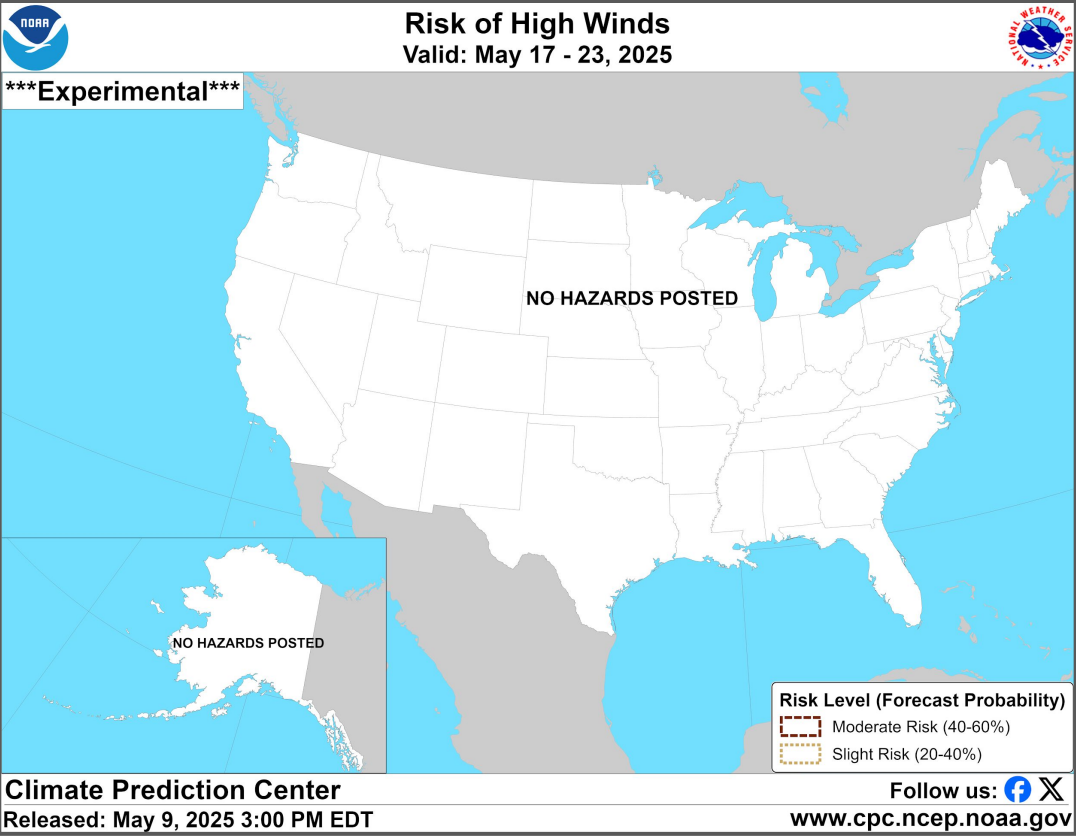 NOAA
Risk of High Winds
Valid: May 17 - 23, 2025
NATIONAL WEATHER SERVICE
***Experimental***
NO HAZARDS POSTED
NO HAZARDS POSTED
Risk Level (Forecast Probability)
Moderate Risk (40-60%)
Slight Risk (20-40%)
Climate Prediction Center
Follow us:
Released: May 9, 2025 3:00 PM EDT
www.cpc.ncep.noaa.gov